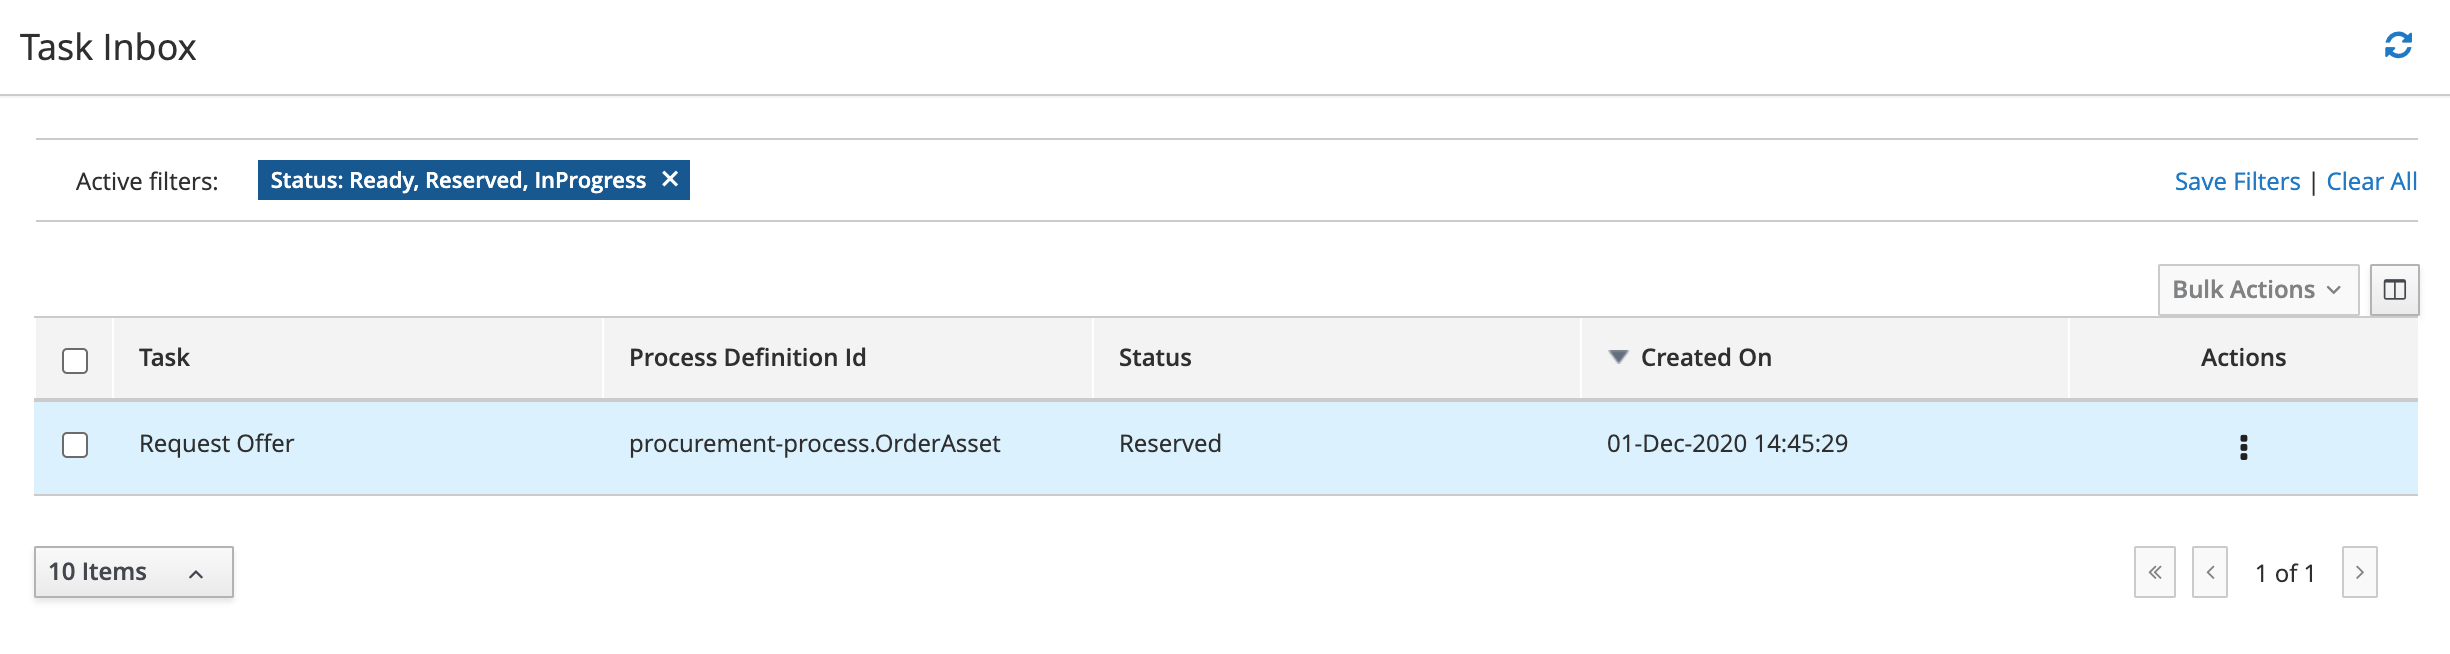 Task Inbox
Active filters: Status: Ready, Reserved, InProgress Save Filters | Clear All
Bulk Actions
Task Process Definition Id Status Created On Actions
Request Offer procurement-process.OrderAsset Reserved 01-Dec-2020 14:45:29
10 Items 1 of 1